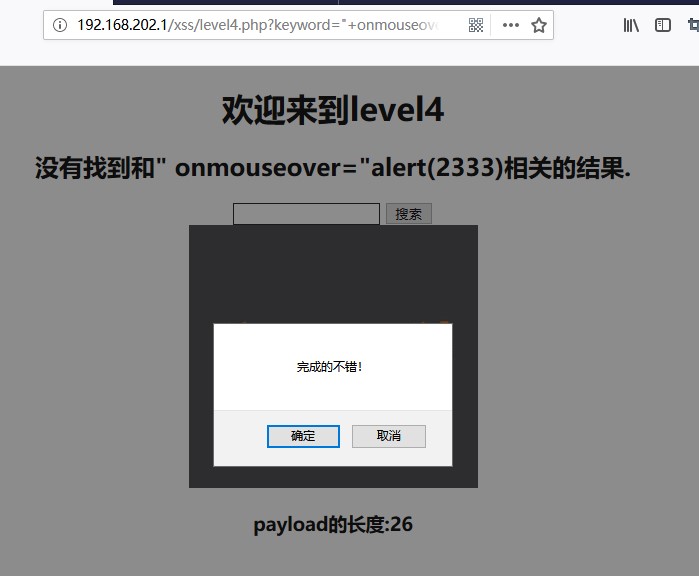 192.168.202.1/xss/level4.php?keyword="+onmouseov
欢迎来到level4
没有找到和" onmouseover="alert(2333)相关的结果.
搜索
完成的不错!
确定 取消
payload的长度:26